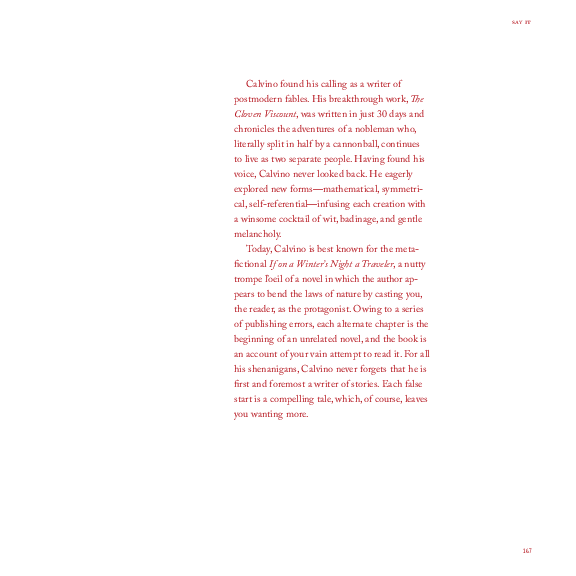 SAY IT
Calvino found his calling as a writer of
postmodern fables. His breakthrough work, The
Cloven Viscount, was written in just 30 days and
chronicles the adventures of a nobleman who,
literally split in half by a cannonball, continues
to live as two separate people. Having found his
voice, Calvino never looked back. He eagerly
explored new forms—mathematical, symmetri-
cal, self-referential—infusing each creation with
a winsome cocktail of wit, badinage, and gentle
melancholy.
Today, Calvino is best known for the meta-
fictional If on a Winter's Night a Traveler, a nutty
trompe l'oeil of a novel in which the author ap-
pears to bend the laws of nature by casting you,
the reader, as the protagonist. Owing to a series
of publishing errors, each alternate chapter is the
beginning of an unrelated novel, and the book is
an account of your vain attempt to read it. For all
his shenanigans, Calvino never forgets that he is
first and foremost a writer of stories. Each false
start is a compelling tale, which, of course, leaves
you wanting more.
167